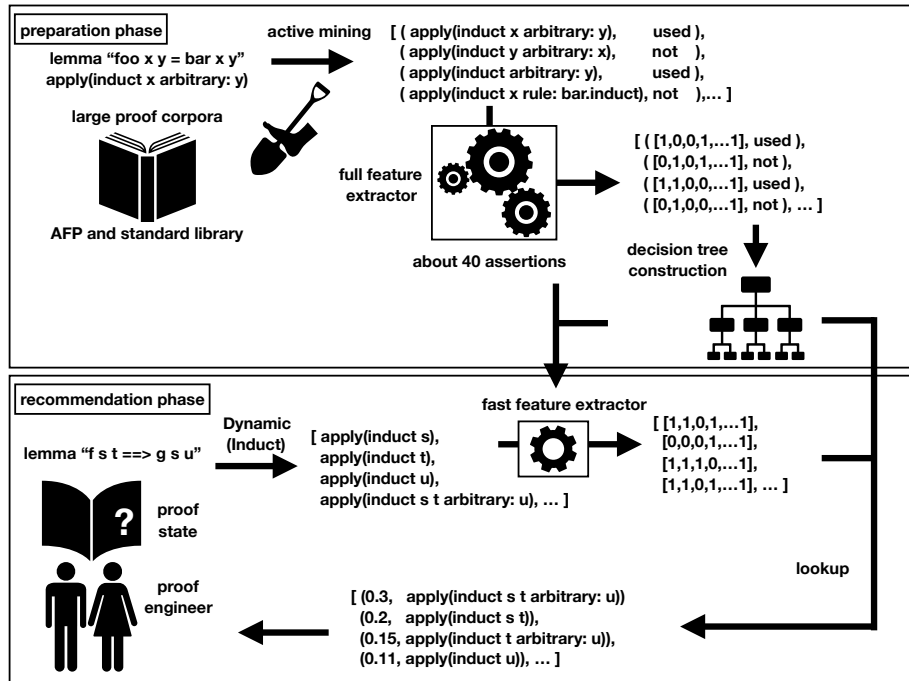 preparation phase
lemma “foo x y = bar x y”
apply(induct x arbitrary: y)
large proof corpora
AFP and standard library
active mining
[ ( apply(induct x arbitrary: y), used ),
( apply(induct y arbitrary: x), not ),
( apply(induct arbitrary: y), used ),
( apply(induct x rule: bar.induct), not ),… ]
full feature
extractor
about 40 assertions
[ ( [1,0,0,1,…1], used ),
( [0,1,0,1,…1], not ),
( [1,1,0,0,…1], used ),
( [0,1,0,0,…1], not ), … ]
decision tree
construction
recommendation phase
lemma “f s t ==> g s u”
Dynamic
(Induct)
[ apply(induct s),
apply(induct t),
apply(induct u),
apply(induct s t arbitrary: u), … ]
fast feature extractor
[ [1,1,0,1,…1],
[0,0,0,1,…1],
[1,1,1,0,…1],
[1,1,0,1,…1], … ]
?
proof
state
proof
engineer
lookup
[ (0.3, apply(induct s t arbitrary: u))
(0.2, apply(induct s t)),
(0.15, apply(induct t arbitrary: u)),
(0.11, apply(induct u)), … ]